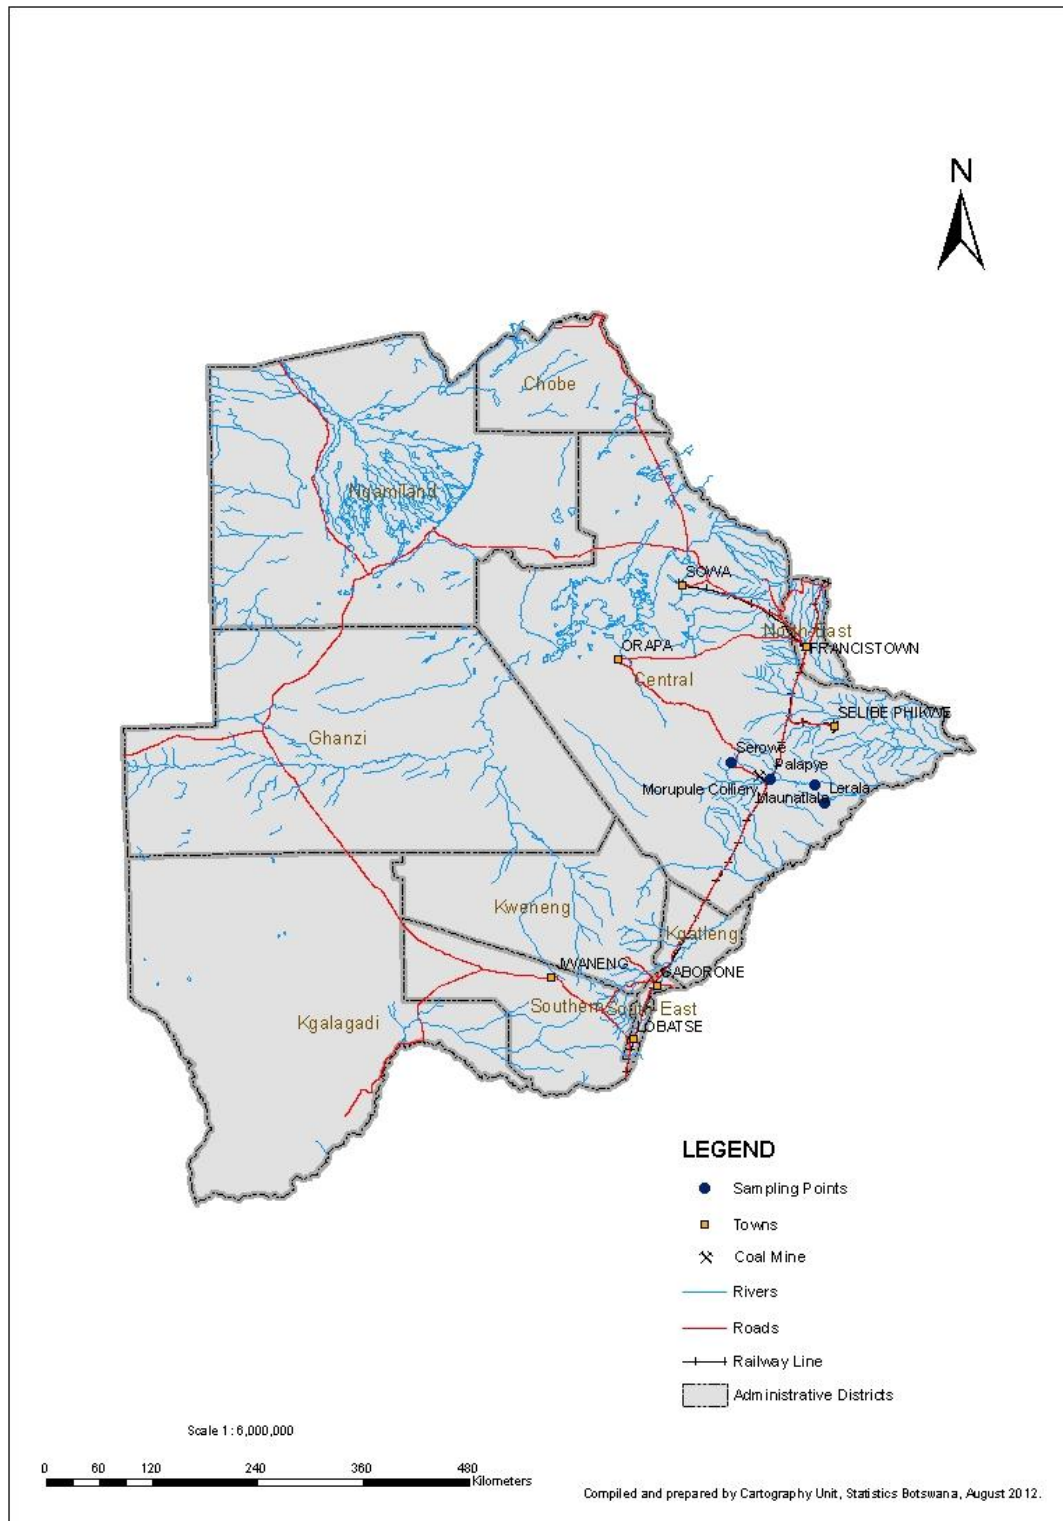 N
Chobe
Ngamiland
SOWA
North-East
FRANCISTOWN
ORAPA
Central
SELIBE PHIKWE
Ghanzi
Serowe
Palapye
Morupule Colliery
Lerala
Maunatlala
Kweneng
Kgatleng
JWANENG
GABORONE
Southern
South East
Kgalagadi
LOBATSE
LEGEND
Sampling Points
Towns
Coal Mine
Rivers
Roads
Railway Line
Administrative Districts
Scale 1 : 6,000,000
0 60 120 240 360 480
Kilometers
Compiled and prepared by Cartography Unit, Statistics Botswana, August 2012.